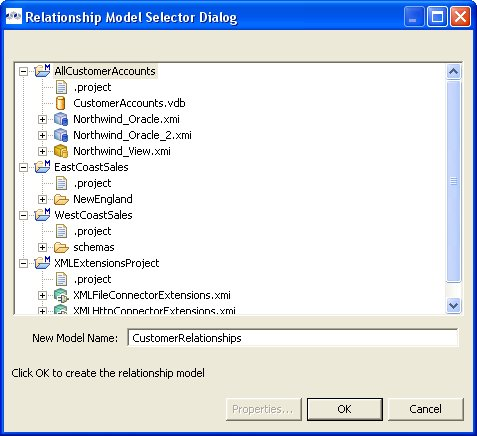 Relationship Model Selector Dialog
AllCustomerAccounts
.project
CustomerAccounts.vdb
Northwind_Oracle.xmi
Northwind_Oracle_2.xmi
Northwind_View.xmi
EastCoastSales
.project
NewEngland
WestCoastSales
.project
schemas
XMLExtensionsProject
.project
XMLFileConnectorExtensions.xmi
XMLHttpConnectorExtensions.xmi
New Model Name: CustomerRelationships
Click OK to create the relationship model
Properties... OK Cancel